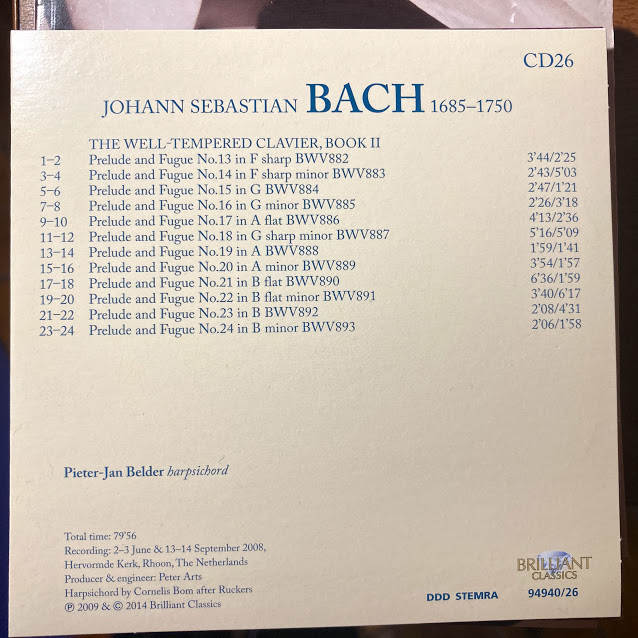 CD26
JOHANN SEBASTIAN BACH 1685–1750
THE WELL-TEMPERED CLAVIER, BOOK II
1–2 Prelude and Fugue No.13 in F sharp BWV882 3'44/2'25
3–4 Prelude and Fugue No.14 in F sharp minor BWV883 2'43/5'03
5–6 Prelude and Fugue No.15 in G BWV884 2'47/1'21
7–8 Prelude and Fugue No.16 in G minor BWV885 2'26/3'18
9–10 Prelude and Fugue No.17 in A flat BWV886 4'13/2'36
11–12 Prelude and Fugue No.18 in G sharp minor BWV887 5'16/5'09
13–14 Prelude and Fugue No.19 in A BWV888 1'59/1'41
15–16 Prelude and Fugue No.20 in A minor BWV889 3'54/1'57
17–18 Prelude and Fugue No.21 in B flat BWV890 6'36/1'59
19–20 Prelude and Fugue No.22 in B flat minor BWV891 3'40/6'17
21–22 Prelude and Fugue No.23 in B BWV892 2'08/4'31
23–24 Prelude and Fugue No.24 in B minor BWV893 2'06/1'58
Pieter-Jan Belder harpsichord
Total time: 79'56
Recording: 2–3 June & 13–14 September 2008,
Hervormde Kerk, Rhoon, The Netherlands
Producer & engineer: Peter Arts
Harpsichord by Cornelis Bom after Ruckers
℗ 2009 & © 2014 Brilliant Classics
BRILLIANT
CLASSICS
DDD STEMRA 94940/26